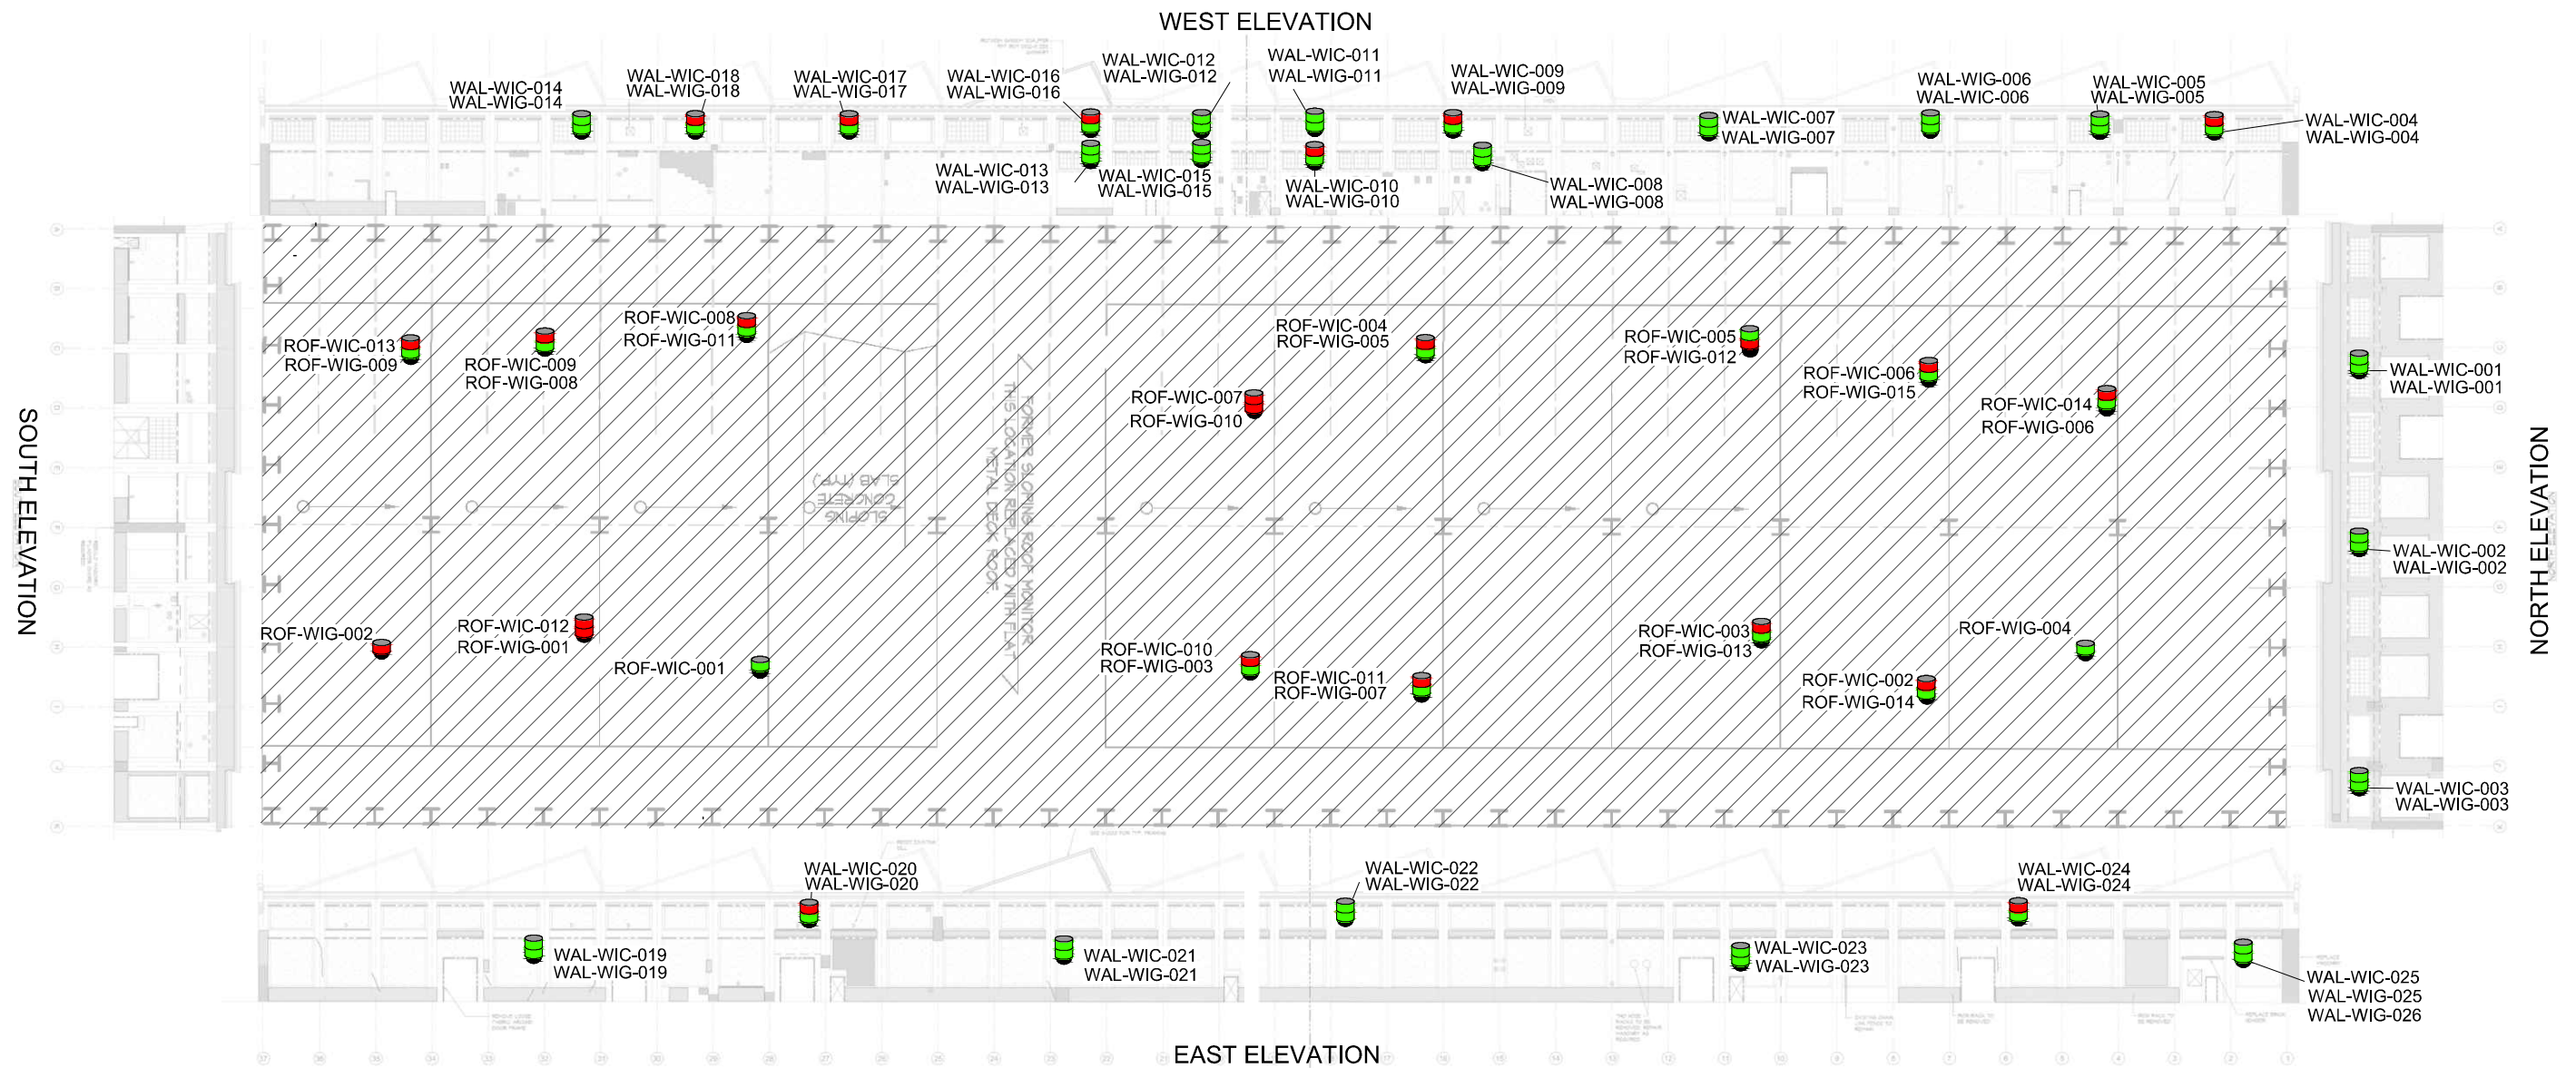 WEST ELEVATION
WAL-WIC-014
WAL-WIG-014
WAL-WIC-018
WAL-WIG-018
WAL-WIC-017
WAL-WIG-017
WAL-WIC-016
WAL-WIG-016
WAL-WIC-012
WAL-WIG-012
WAL-WIC-011
WAL-WIG-011
WAL-WIC-009
WAL-WIG-009
WAL-WIC-007
WAL-WIG-007
WAL-WIG-006
WAL-WIC-006
WAL-WIC-005
WAL-WIG-005
WAL-WIC-004
WAL-WIG-004
WAL-WIC-013
WAL-WIG-013
WAL-WIC-015
WAL-WIG-015
WAL-WIC-010
WAL-WIG-010
WAL-WIC-008
WAL-WIG-008
SOUTH ELEVATION
ROF-WIC-013
ROF-WIG-009
ROF-WIC-009
ROF-WIG-008
ROF-WIC-008
ROF-WIG-011
ROF-WIC-004
ROF-WIG-005
ROF-WIC-007
ROF-WIG-010
ROF-WIC-005
ROF-WIG-012
ROF-WIC-006
ROF-WIG-015
ROF-WIC-014
ROF-WIG-006
WAL-WIC-001
WAL-WIG-001
SLOPING
CONCRETE
SLAB (TYP.)
FORMER SLOPING ROOF MONITOR
THIS LOCATION REPLACED WITH FLAT
METAL DECK ROOF.
WAL-WIC-002
WAL-WIG-002
NORTH ELEVATION
ROF-WIG-002
ROF-WIC-012
ROF-WIG-001
ROF-WIC-001
ROF-WIC-010
ROF-WIG-003
ROF-WIC-011
ROF-WIG-007
ROF-WIC-003
ROF-WIG-013
ROF-WIC-002
ROF-WIG-014
ROF-WIG-004
WAL-WIC-003
WAL-WIG-003
WAL-WIC-020
WAL-WIG-020
WAL-WIC-022
WAL-WIG-022
WAL-WIC-024
WAL-WIG-024
WAL-WIC-019
WAL-WIG-019
WAL-WIC-021
WAL-WIG-021
WAL-WIC-023
WAL-WIG-023
WAL-WIC-025
WAL-WIG-025
WAL-WIG-026
EAST ELEVATION